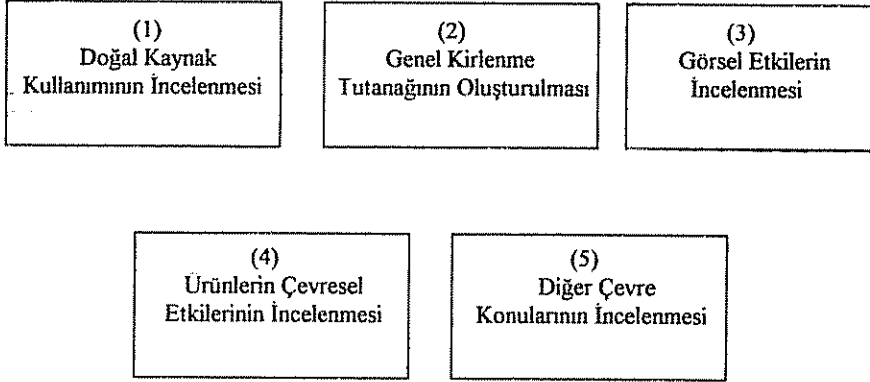 (1)
Doğal Kaynak
Kullanımının İncelenmesi
(2)
Genel Kirlenme
Tutanağının Oluşturulması
(3)
Görsel Etkilerin
İncelenmesi
(4)
Ürünlerin Çevresel
Etkilerinin İncelenmesi
(5)
Diğer Çevre
Konularının İncelenmesi